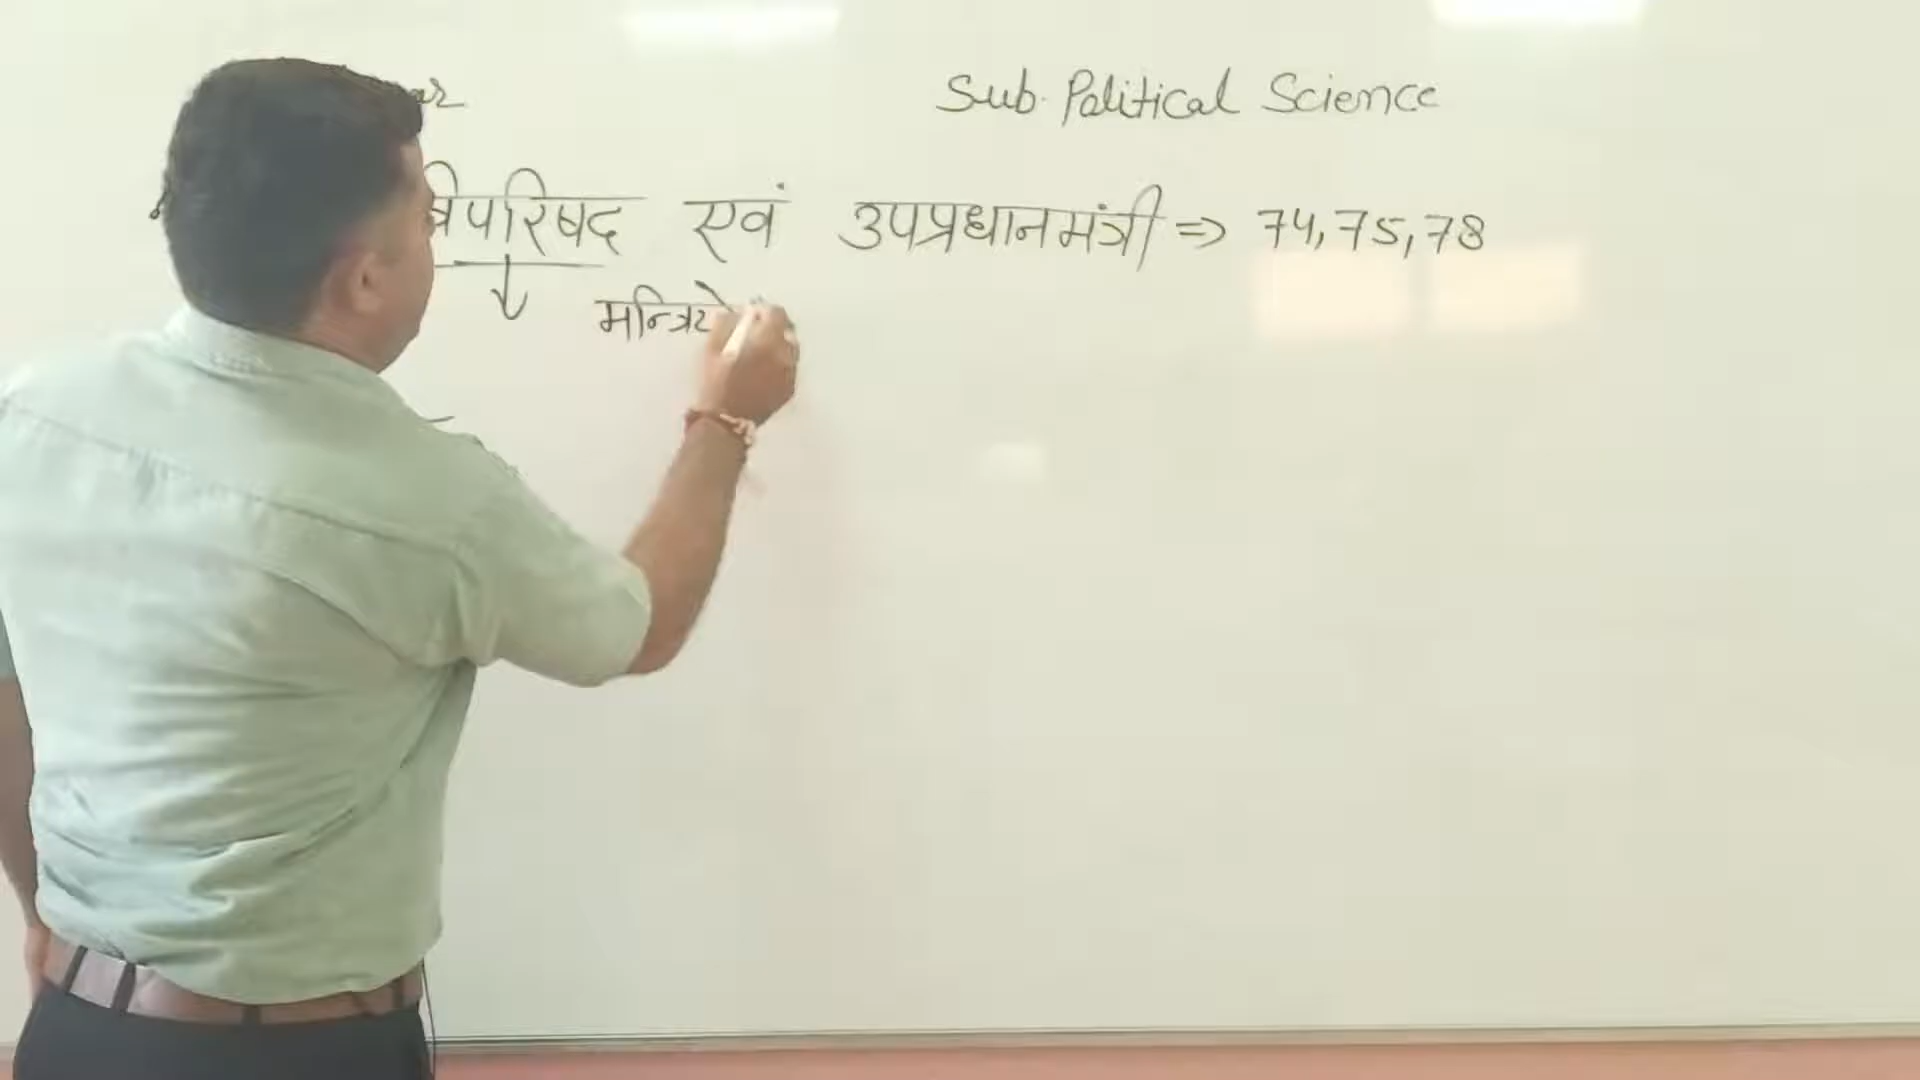 Sub. Political Science
त्रिपरिषद एवं उपप्रधानमंत्री ⇒ 74,75,78
↓ मन्त्रियो